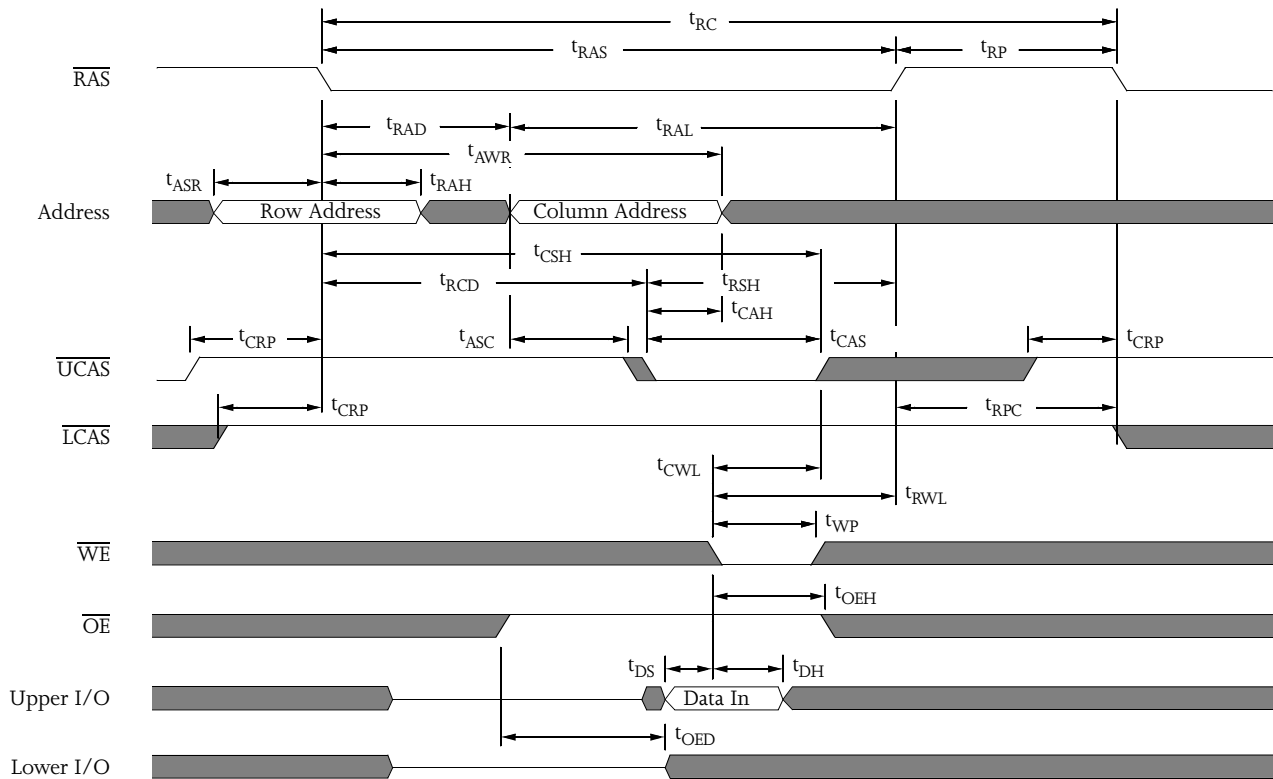 tRC
tRAS
tRP
RAS
tRAD
tRAL
tAWR
tASR
tRAH
Address
Row Address
Column Address
tCSH
tRCD
tRSH
tCAH
tCRP
tASC
tCAS
tCRP
UCAS
tCRP
tRPC
LCAS
tCWL
tRWL
tWP
WE
tOEH
OE
tDS
tDH
Upper I/O
Data In
tOED
Lower I/O